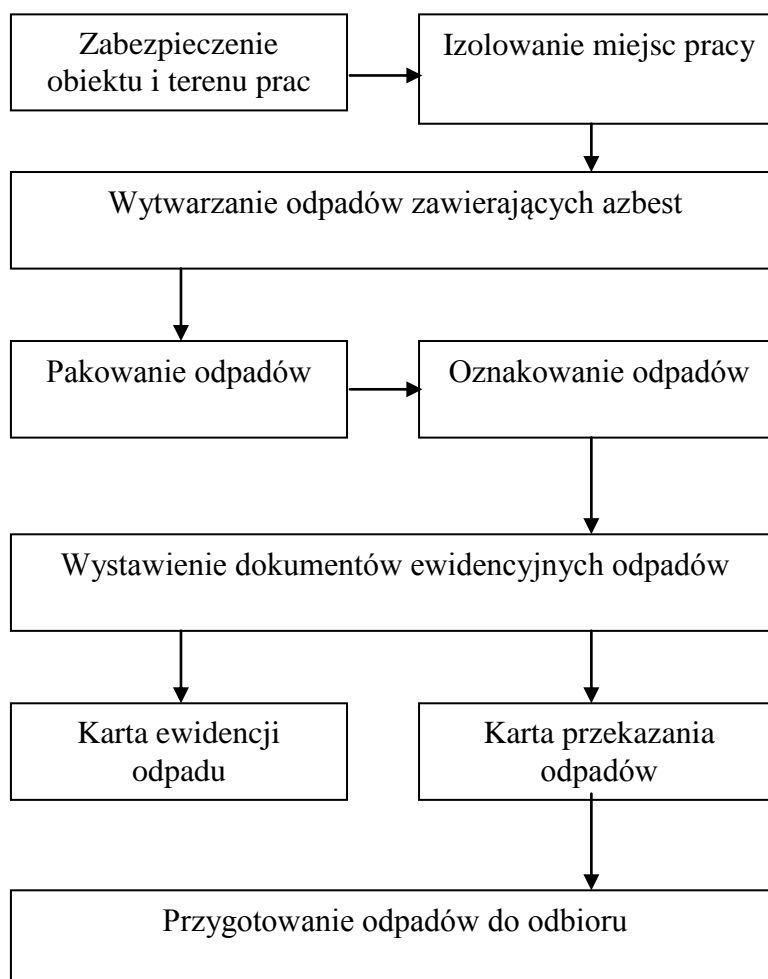 Zabezpieczenie
obiektu i terenu prac
Izolowanie miejsc pracy
Wytwarzanie odpadów zawierających azbest
Pakowanie odpadów
Oznakowanie odpadów
Wystawienie dokumentów ewidencyjnych odpadów
Karta ewidencji
odpadu
Karta przekazania
odpadów
Przygotowanie odpadów do odbioru